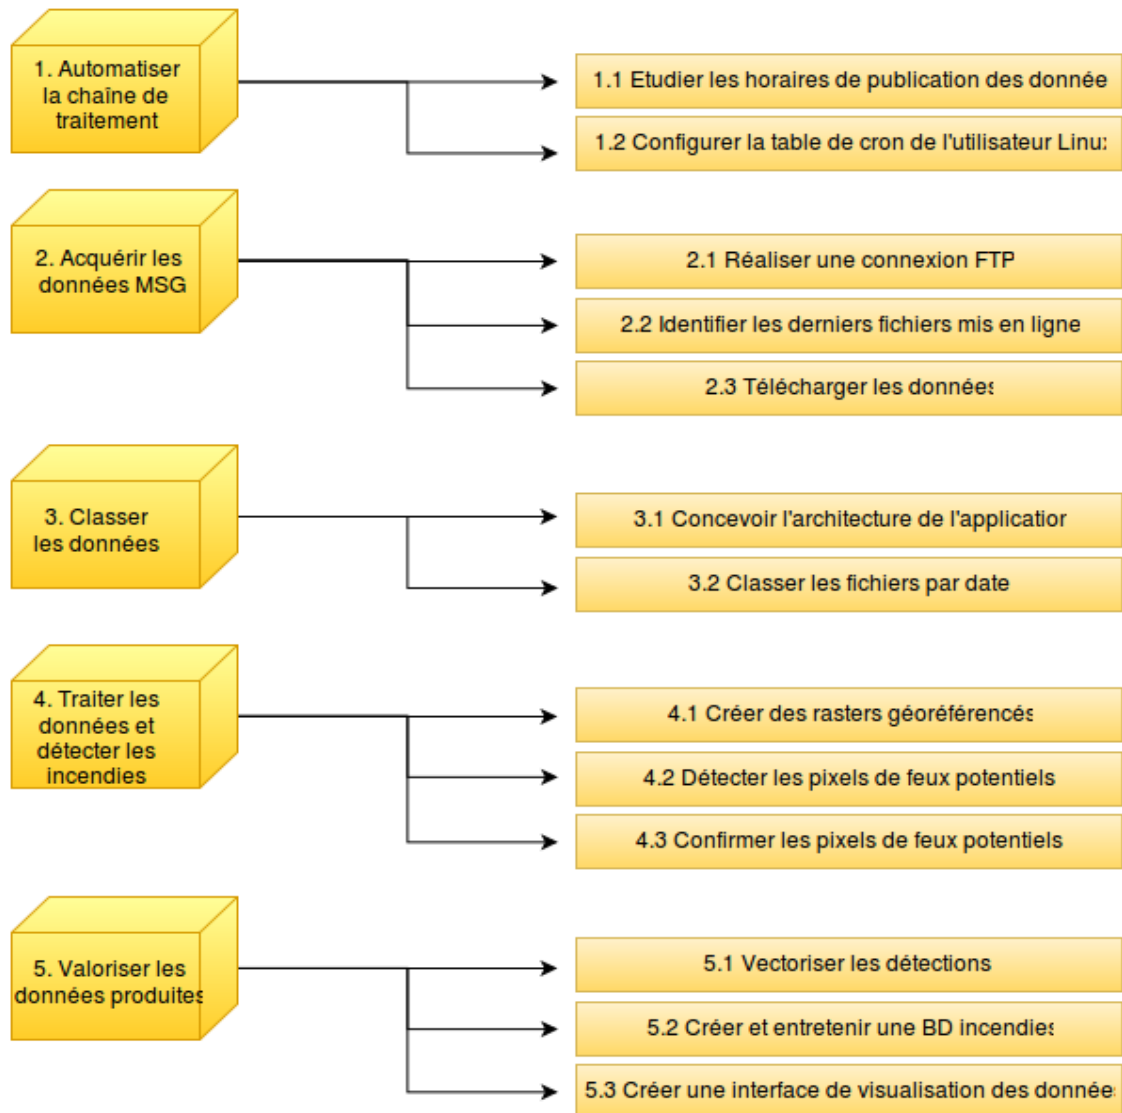 1. Automatiser
la chaîne de
traitement
1.1 Etudier les horaires de publication des donnée
1.2 Configurer la table de cron de l'utilisateur Linux
2. Acquérir les
données MSG
2.1 Réaliser une connexion FTP
2.2 Identifier les derniers fichiers mis en ligne
2.3 Télécharger les données
3. Classer
les données
3.1 Concevoir l'architecture de l'application
3.2 Classer les fichiers par date
4. Traiter les
données et
détecter les
incendies
4.1 Créer des rasters géoréférencés
4.2 Détecter les pixels de feux potentiels
4.3 Confirmer les pixels de feux potentiels
5. Valoriser les
données produites
5.1 Vectoriser les détections
5.2 Créer et entretenir une BD incendies
5.3 Créer une interface de visualisation des donnée